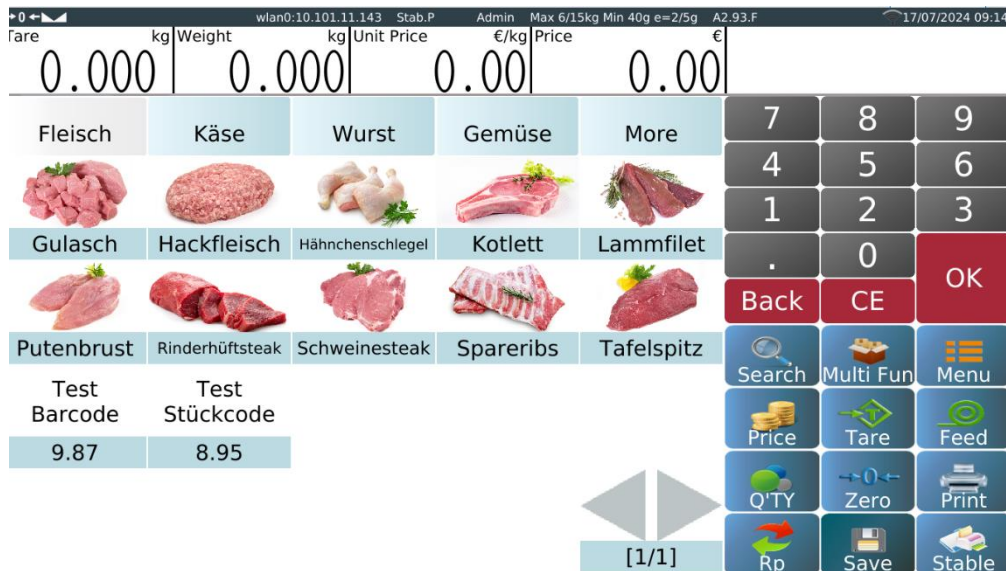 →0← wlan0:10.101.11.143 Stab.P Admin Max 6/15kg Min 40g e=2/5g A2.93.F 17/07/2024 09:14
Tare kg Weight kg Unit Price €/kg Price €
0.000 0.000 0.00 0.00
Fleisch Käse Wurst Gemüse More
Gulasch Hackfleisch Hähnchenschlegel Kotlett Lammfilet
Putenbrust Rinderhüftsteak Schweinesteak Spareribs Tafelspitz
Test Test
Barcode Stückcode
9.87 8.95
[1/1]
7 8 9
4 5 6
1 2 3
. 0 OK
Back CE
Search Multi Fun Menu
T
Price Tare Feed
→0←
Q'TY Zero Print
Rp Save Stable